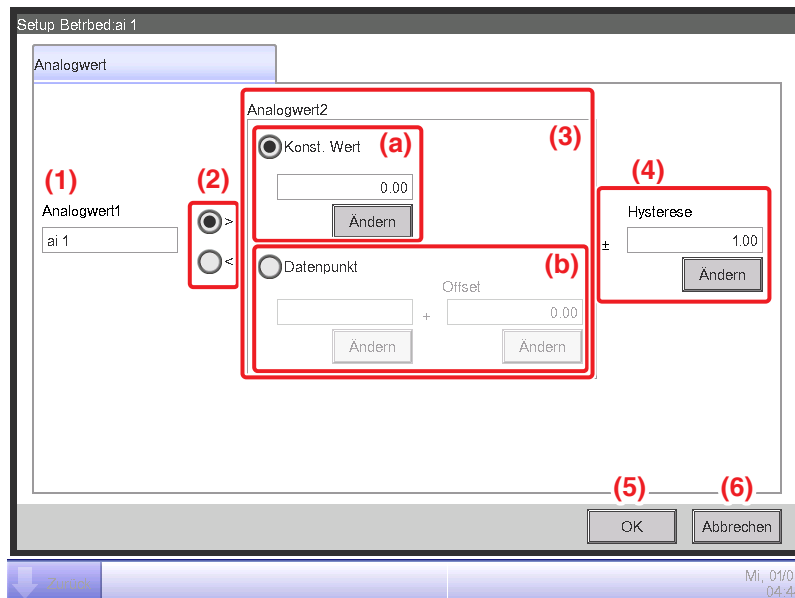 Setup Betrbed:ai 1
Analogwert
Analogwert2
(3)
Konst. Wert
(a)
0.00
Ändern
(1)
Analogwert1
ai 1
(2)
>
<
Datenpunkt
(b)
Offset
+
0.00
Ändern
Ändern
(4)
Hysterese
±
1.00
Ändern
(5)
OK
(6)
Abbrechen
Mi, 01/0
04:4